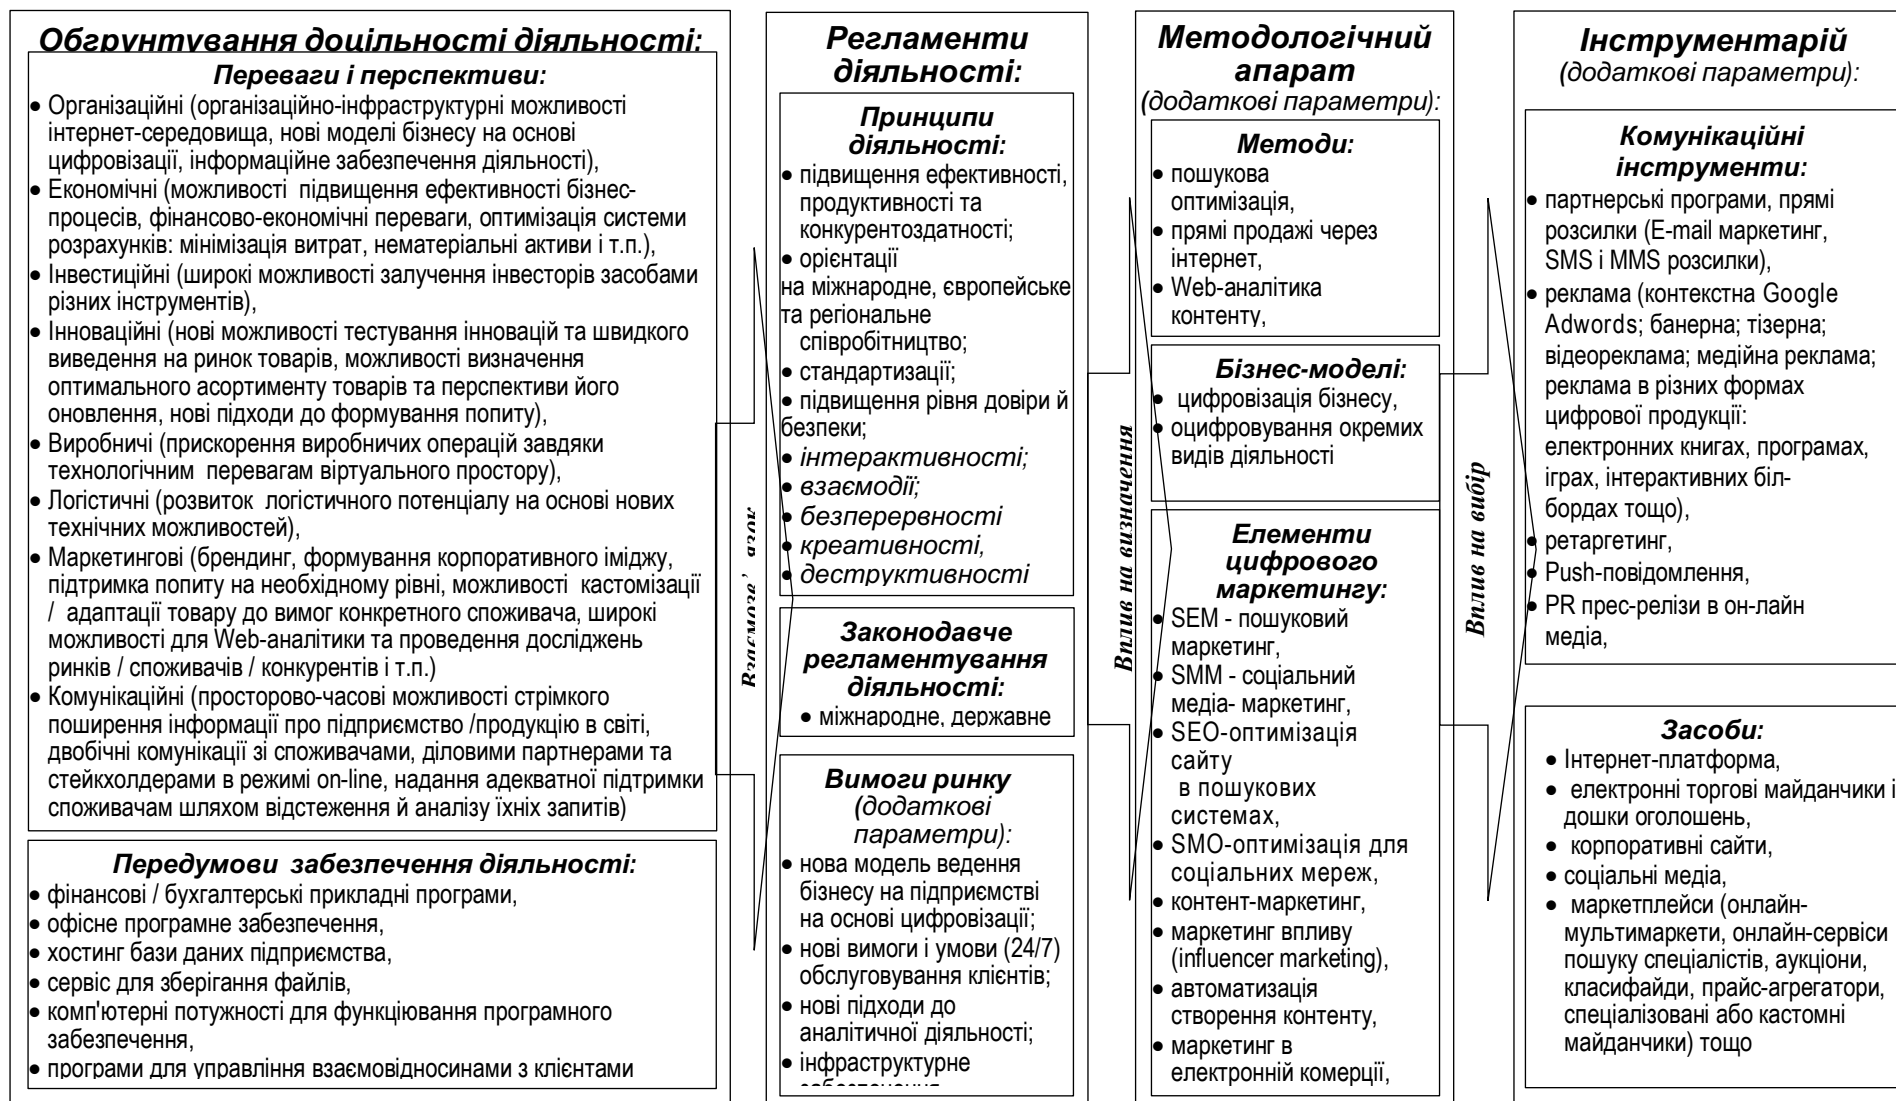 Обгрунтування доцільності діяльності:
Переваги і перспективи:
● Організаційні (організаційно-інфраструктурні можливості
інтернет-середовища, нові моделі бізнесу на основі
цифровізації, інформаційне забезпечення діяльності),
● Економічні (можливості підвищення ефективності бізнес-
процесів, фінансово-економічні переваги, оптимізація системи
розрахунків: мінімізація витрат, нематеріальні активи і т.п.),
● Інвестиційні (широкі можливості залучення інвесторів засобами
різних інструментів),
● Інноваційні (нові можливості тестування інновацій та швидкого
виведення на ринок товарів, можливості визначення
оптимального асортименту товарів та перспективи його
оновлення, нові підходи до формування попиту),
● Виробничі (прискорення виробничих операцій завдяки
технологічним перевагам віртуального простору),
● Логістичні (розвиток логістичного потенціалу на основі нових
технічних можливостей),
● Маркетингові (брендинг, формування корпоративного іміджу,
підтримка попиту на необхідному рівні, можливості кастомізації
/ адаптації товару до вимог конкретного споживача, широкі
можливості для Web-аналітики та проведення досліджень
ринків / споживачів / конкурентів і т.п.)
● Комунікаційні (просторово-часові можливості стрімкого
поширення інформації про підприємство /продукцію в світі,
двобічні комунікації зі споживачами, діловими партнерами та
стейкхолдерами в режимі on-line, надання адекватної підтримки
споживачам шляхом відстеження й аналізу їхніх запитів)
Передумови забезпечення діяльності:
● фінансові / бухгалтерські прикладні програми,
● офісне програмне забезпечення,
● хостинг бази даних підприємства,
● сервіс для зберігання файлів,
● комп'ютерні потужності для функціювання програмного
забезпечення,
● програми для управління взаємовідносинами з клієнтами
Взаємозв’язок
Регламенти
діяльності:
Принципи
діяльності:
● підвищення ефективності,
продуктивності та
конкурентоздатності;
● орієнтації
на міжнародне, європейське
та регіональне
співробітництво;
● стандартизації;
● підвищення рівня довіри й
безпеки;
● інтерактивності;
● взаємодії;
● безперервності
● креативності,
● деструктивності
Законодавче
регламентування
діяльності:
● міжнародне, державне
Вимоги ринку
(додаткові
параметри):
● нова модель ведення
бізнесу на підприємстві
на основі цифровізації;
● нові вимоги і умови (24/7)
обслуговування клієнтів;
● нові підходи до
аналітичної діяльності;
● інфраструктурне
забезпечення
Вплив на визначення
Методологічний
апарат
(додаткові параметри):
Методи:
● пошукова
оптимізація,
● прямі продажі через
інтернет,
● Web-аналітика
контенту,
Бізнес-моделі:
● цифровізація бізнесу,
● оцифровування окремих
видів діяльності
Елементи
цифрового
маркетингу:
● SEM - пошуковий
маркетинг,
● SMM - соціальний
медіа- маркетинг,
● SEO-оптимізація
сайту
в пошукових
системах,
● SMO-оптимізація для
соціальних мереж,
● контент-маркетинг,
● маркетинг впливу
(influencer marketing),
● автоматизація
створення контенту,
● маркетинг в
електронній комерції,
Вплив на вибір
Інструментарій
(додаткові параметри):
Комунікаційні
інструменти:
● партнерські програми, прямі
розсилки (E-mail маркетинг,
SMS і MMS розсилки),
● реклама (контекстна Google
Adwords; банерна; тізерна;
відеореклама; медійна реклама;
реклама в різних формах
цифрової продукції:
електронних книгах, програмах,
іграх, інтерактивних біл-
бордах тощо),
● ретаргетинг,
● Push-повідомлення,
● PR прес-релізи в он-лайн
медіа,
Засоби:
● Інтернет-платформа,
● електронні торгові майданчики і
дошки оголошень,
● корпоративні сайти,
● соціальні медіа,
● маркетплейси (онлайн-
мультимаркети, онлайн-сервіси
пошуку спеціалістів, аукціони,
класифайди, прайс-агрегатори,
спеціалізовані або кастомні
майданчики) тощо